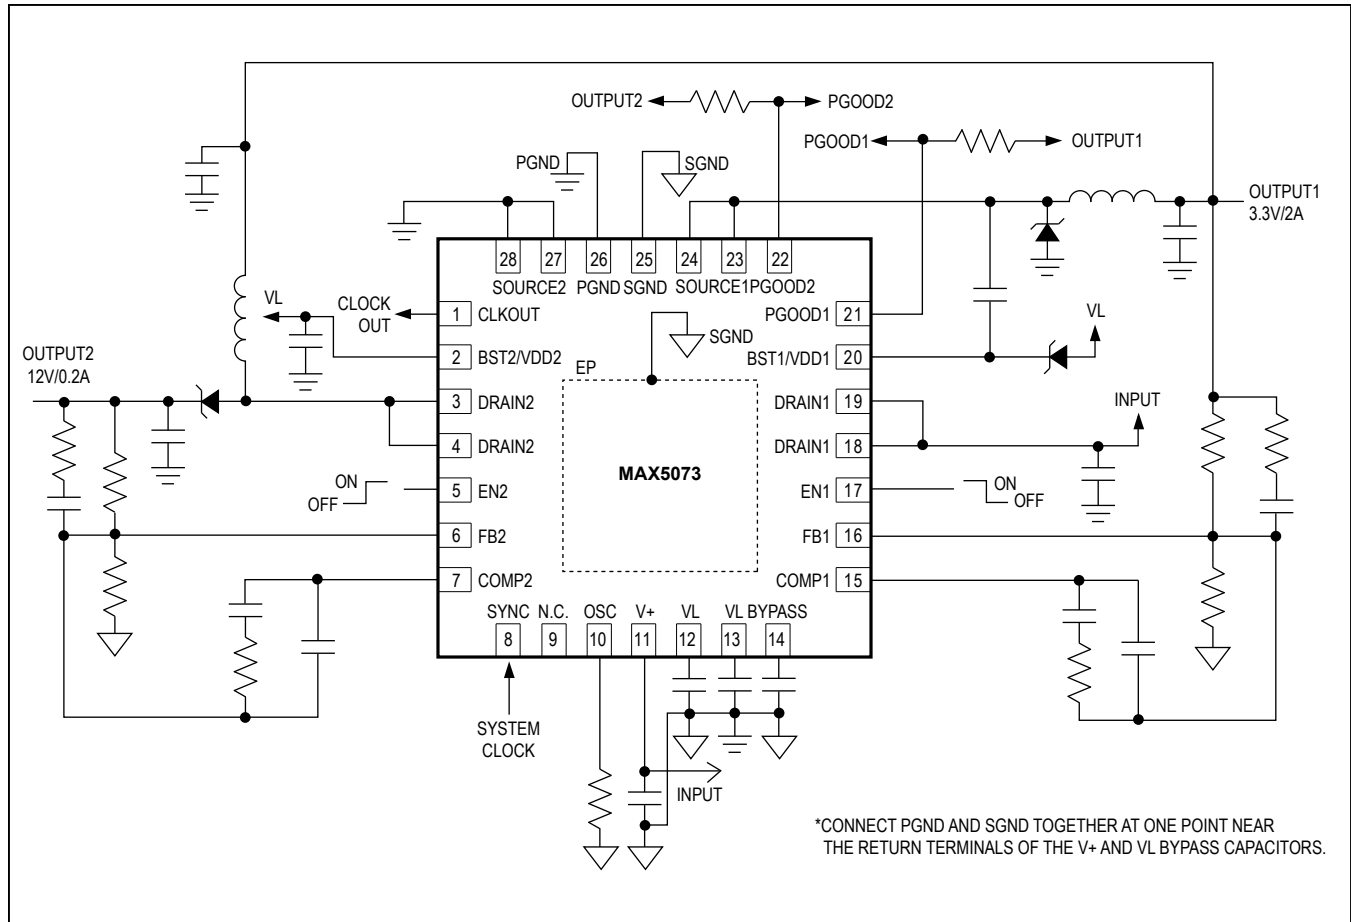 OUTPUT2
PGOOD2
PGOOD1
OUTPUT1
PGND
SGND
OUTPUT1
3.3V/2A
28
27
26
25
24
23
22
SOURCE2
PGND
SGND
SOURCE1
PGOOD2
VL
CLOCK
OUT
1
CLKOUT
PGOOD1
21
SGND
VL
2
BST2/VDD2
BST1/VDD1
20
OUTPUT2
12V/0.2A
EP
3
DRAIN2
DRAIN1
19
INPUT
4
DRAIN2
DRAIN1
18
MAX5073
ON
OFF
5
EN2
EN1
17
ON
OFF
6
FB2
FB1
16
7
COMP2
COMP1
15
SYNC
N.C.
OSC
V+
VL
VL
BYPASS
8
9
10
11
12
13
14
SYSTEM
CLOCK
INPUT
*CONNECT PGND AND SGND TOGETHER AT ONE POINT NEAR
THE RETURN TERMINALS OF THE V+ AND VL BYPASS CAPACITORS.